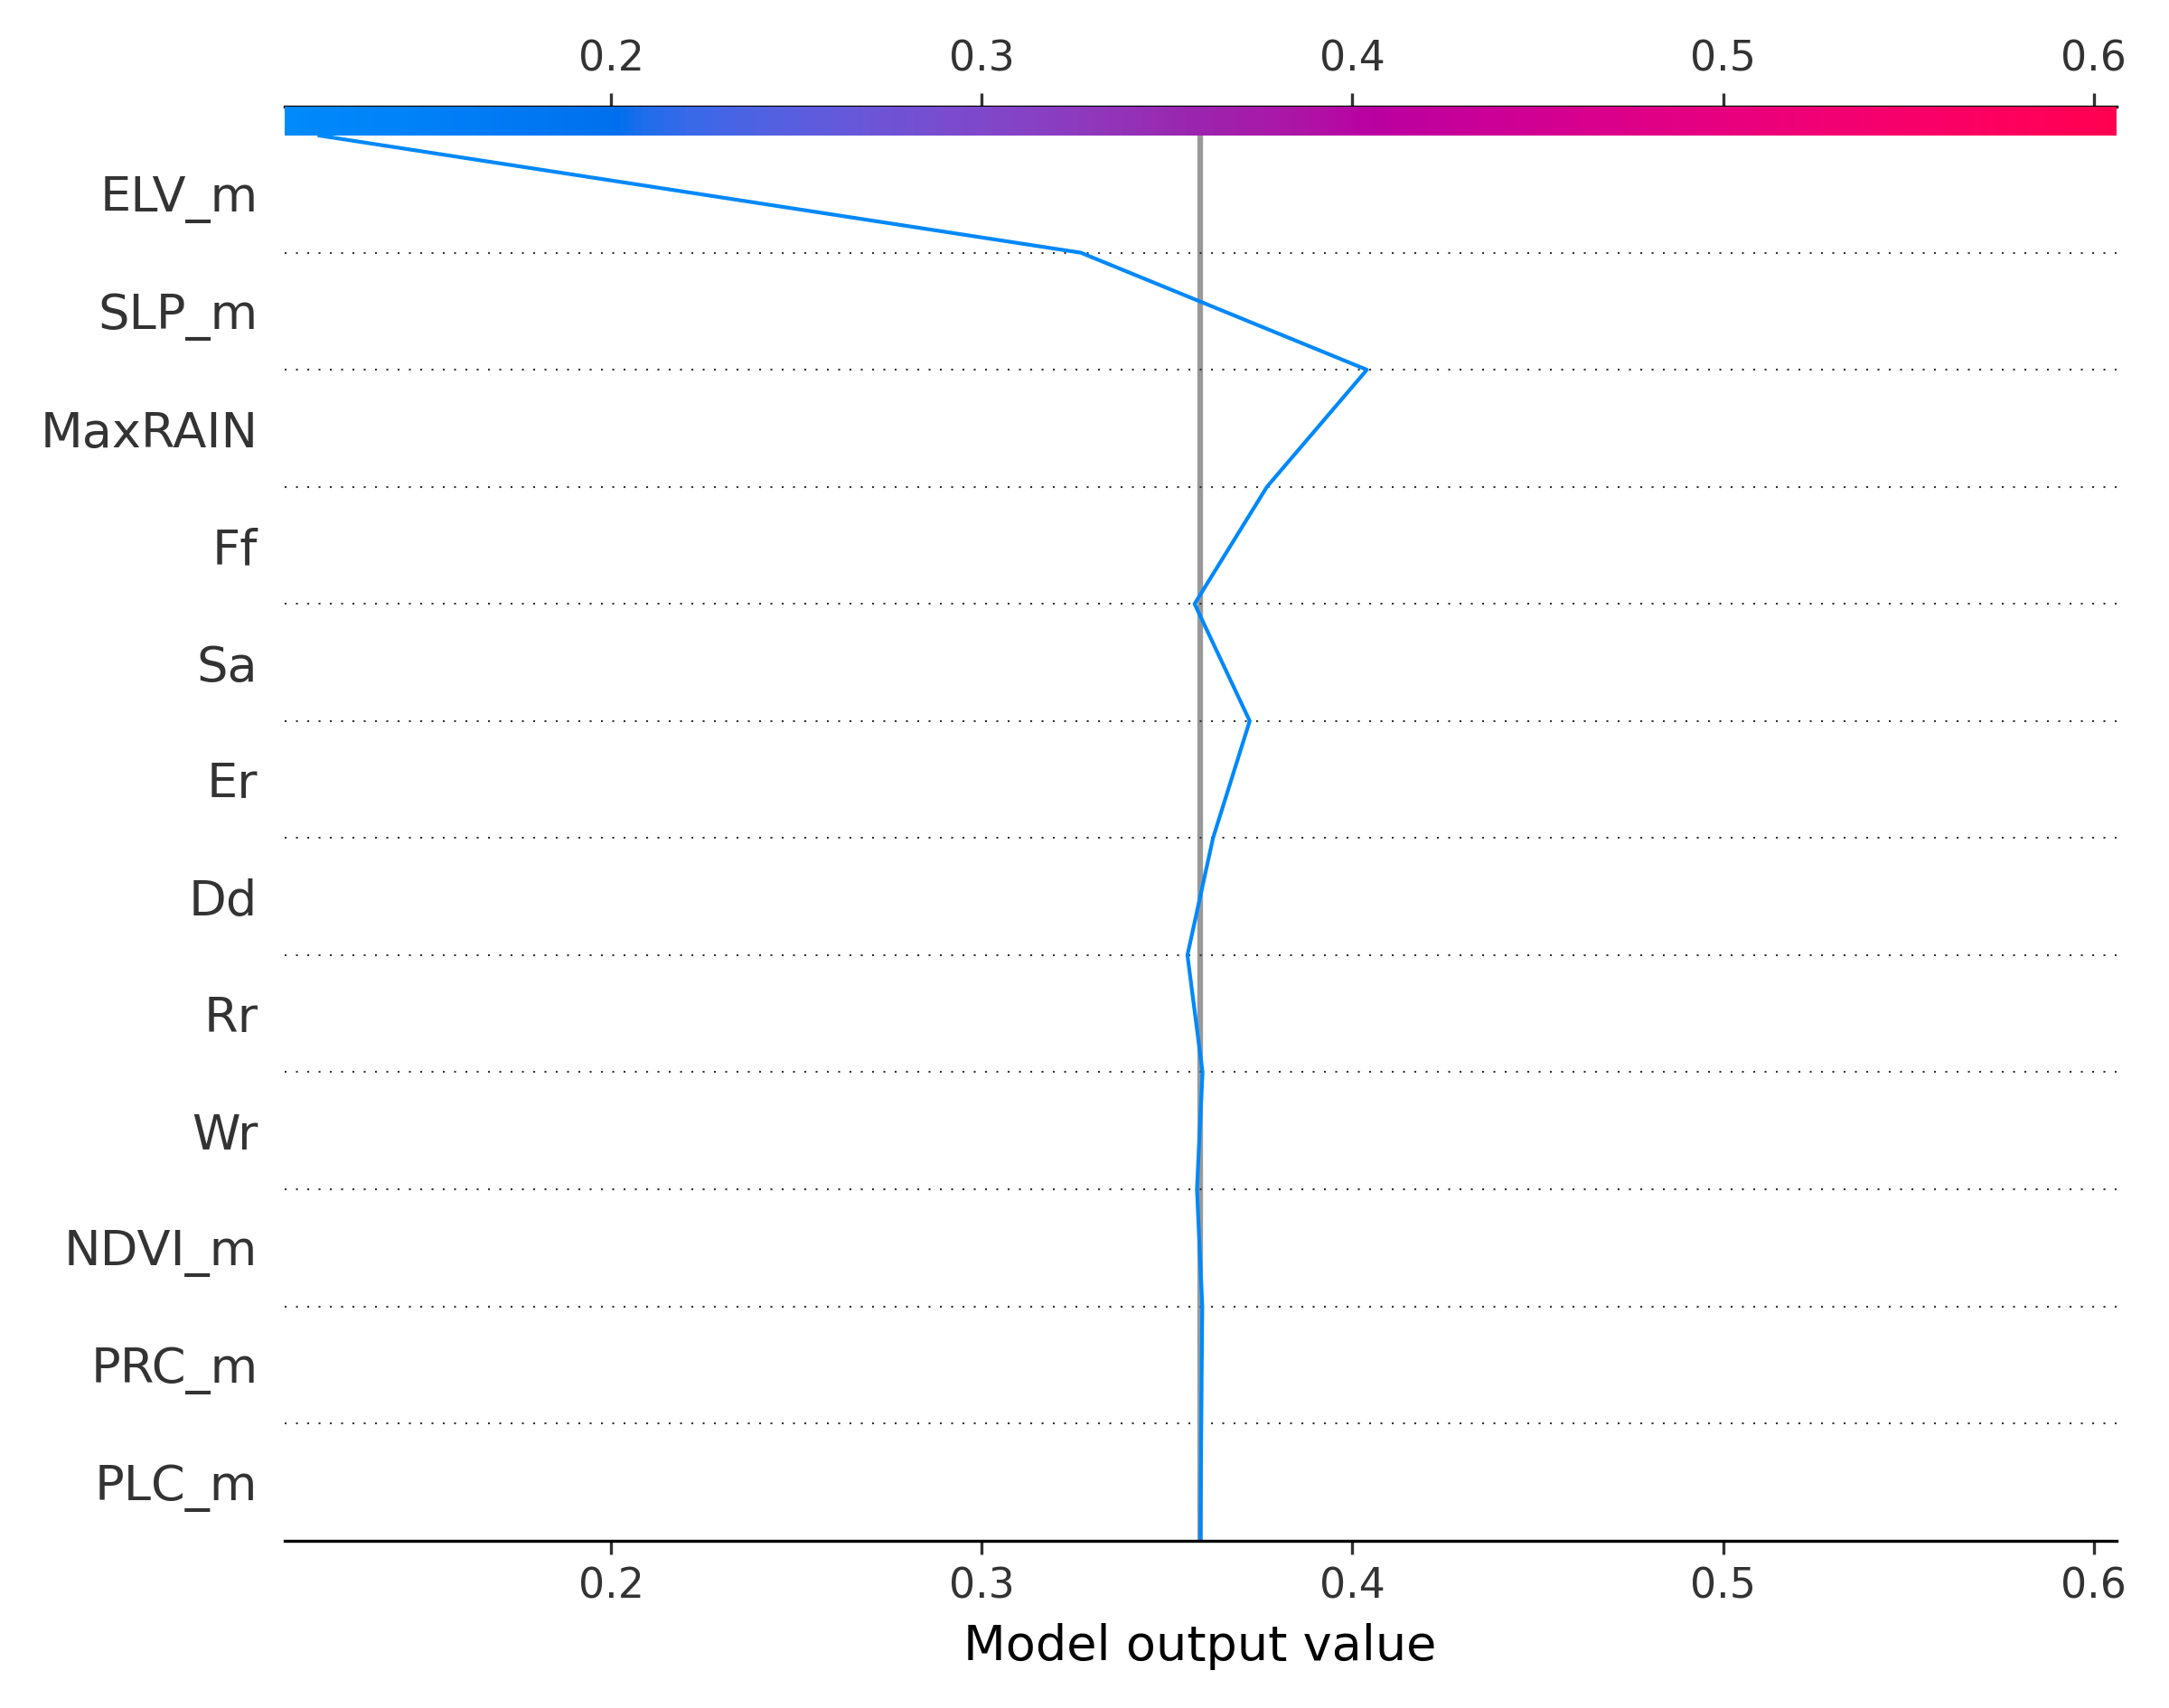 0.2 0.3 0.4 0.5 0.6
ELV_m
SLP_m
MaxRAIN
Ff
Sa
Er
Dd
Rr
Wr
NDVI_m
PRC_m
PLC_m
0.2 0.3 0.4 0.5 0.6
Model output value